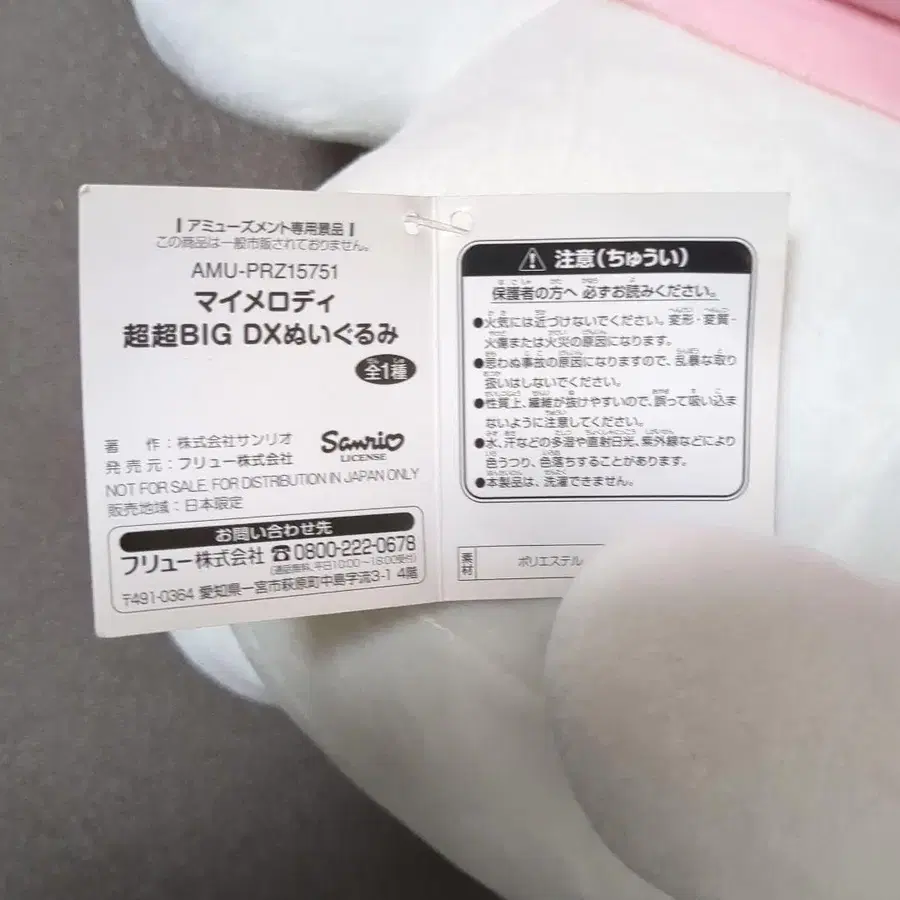 アミューズメント専用景品
この商品は一般市販されておりません。
AMU-PRZ15751
マイメロディ
超超BIG DXぬいぐるみ
全1種
著 作：株式会社サンリオ
発売元：フリュー株式会社
Sanrio
LICENSE
NOT FOR SALE. FOR DISTRIBUTION IN JAPAN ONLY
販売地域：日本限定
お問い合わせ先
フリュー株式会社 ☎0800-222-0678
(通話無料、平日10:00～18:00受付)
〒491-0364 愛知県一宮市萩原町中島字流3-1 4階
注意(ちゅうい)
保護者の方へ 必ずお読みください。
●火気には近づけないでください。変形・変質・
火傷または火災の原因になります。
●思わぬ事故の原因になりますので、乱暴な取り
扱いはしないでください。
●性質上、繊維が抜けやすいので、誤って吸い込ま
ないように注意してください。
●水、汗などの多湿や直射日光、紫外線などにより
色うつり、色落ちすることがあります。
●本製品は、洗濯できません。
素材 ポリエステル